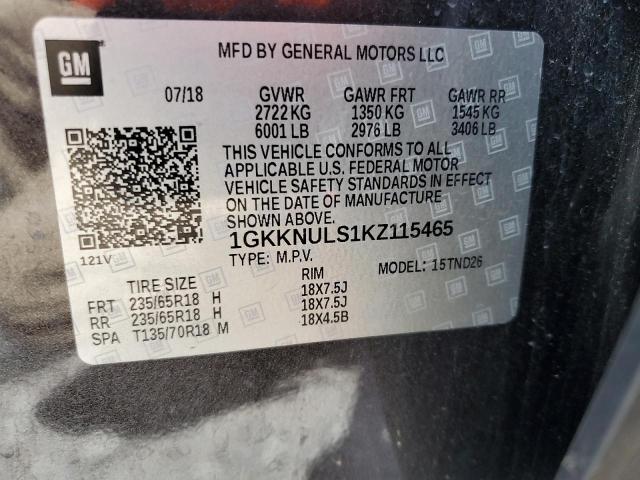 GM
MFD BY GENERAL MOTORS LLC
07/18 GVWR GAWR FRT GAWR RR
2722 KG 1350 KG 1545 KG
6001 LB 2976 LB 3406 LB
THIS VEHICLE CONFORMS TO ALL
APPLICABLE U.S. FEDERAL MOTOR
VEHICLE SAFETY STANDARDS IN EFFECT
ON THE DATE OF MANUFACTURE
SHOWN ABOVE.
1GKKNULS1KZ115465
121V TYPE: M.P.V. MODEL: 15TND26
TIRE SIZE RIM
FRT 235/65R18 H 18X7.5J
RR 235/65R18 H 18X7.5J
SPA T135/70R18 M 18X4.5B